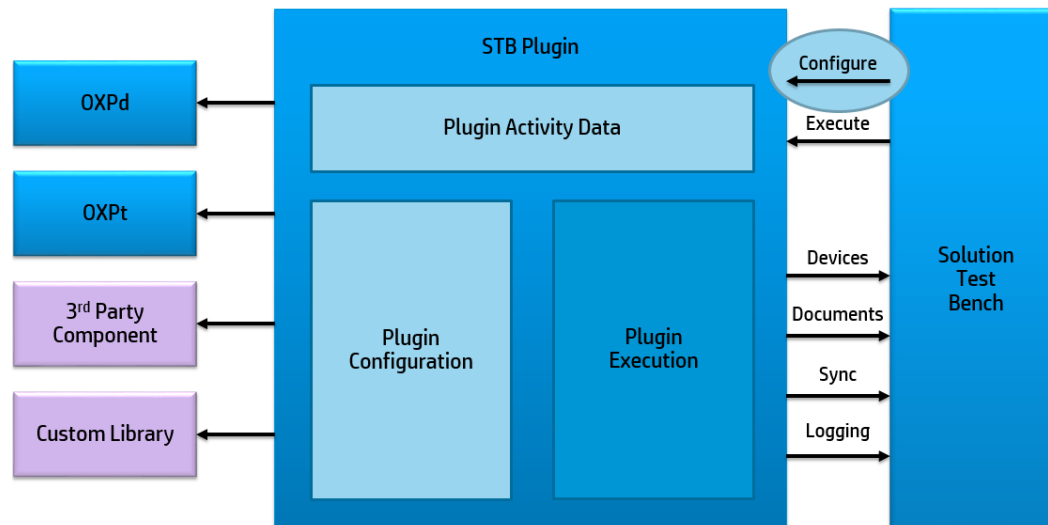 STB Plugin
Configure
OXPd
Plugin Activity Data
Execute
OXPt
Devices
Solution
Test
Bench
3rd Party
Component
Documents
Plugin
Configuration
Plugin
Execution
Sync
Custom Library
Logging